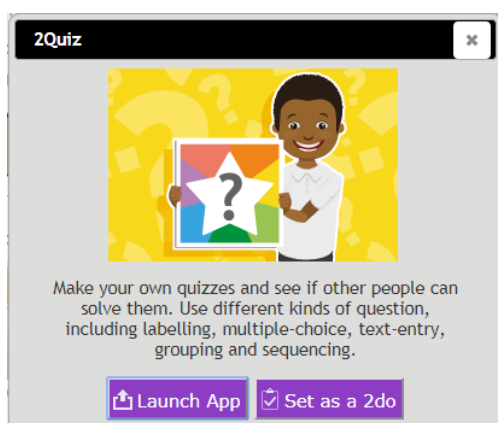 2Quiz
?
Make your own quizzes and see if other people can
solve them. Use different kinds of question,
including labelling, multiple-choice, text-entry,
grouping and sequencing.
Launch App
Set as a 2do